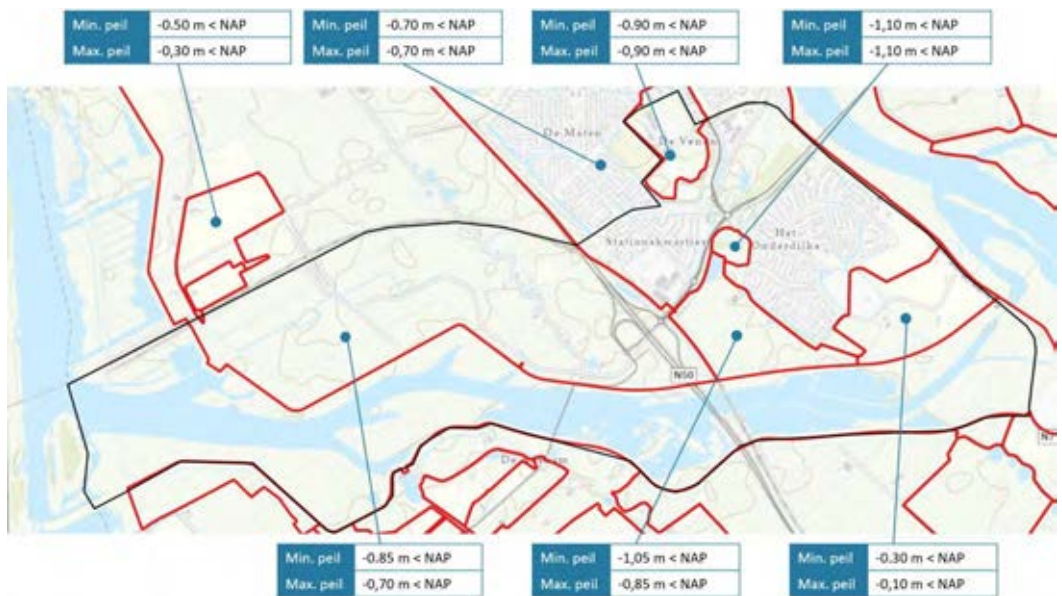 Min. peil -0.50 m < NAP
Max. peil -0,30 m < NAP
Min. peil -0.70 m < NAP
Max. peil -0,70 m < NAP
Min. peil -0.90 m < NAP
Max. peil -0,90 m < NAP
Min. peil -1,10 m < NAP
Max. peil -1,10 m < NAP
De Maten
De Venen
Stationskwartier
Het
Onderdijks
N50
Min. peil -0.85 m < NAP
Max. peil -0,70 m < NAP
Min. peil -1,05 m < NAP
Max. peil -0,85 m < NAP
Min. peil -0.30 m < NAP
Max. peil -0,10 m < NAP